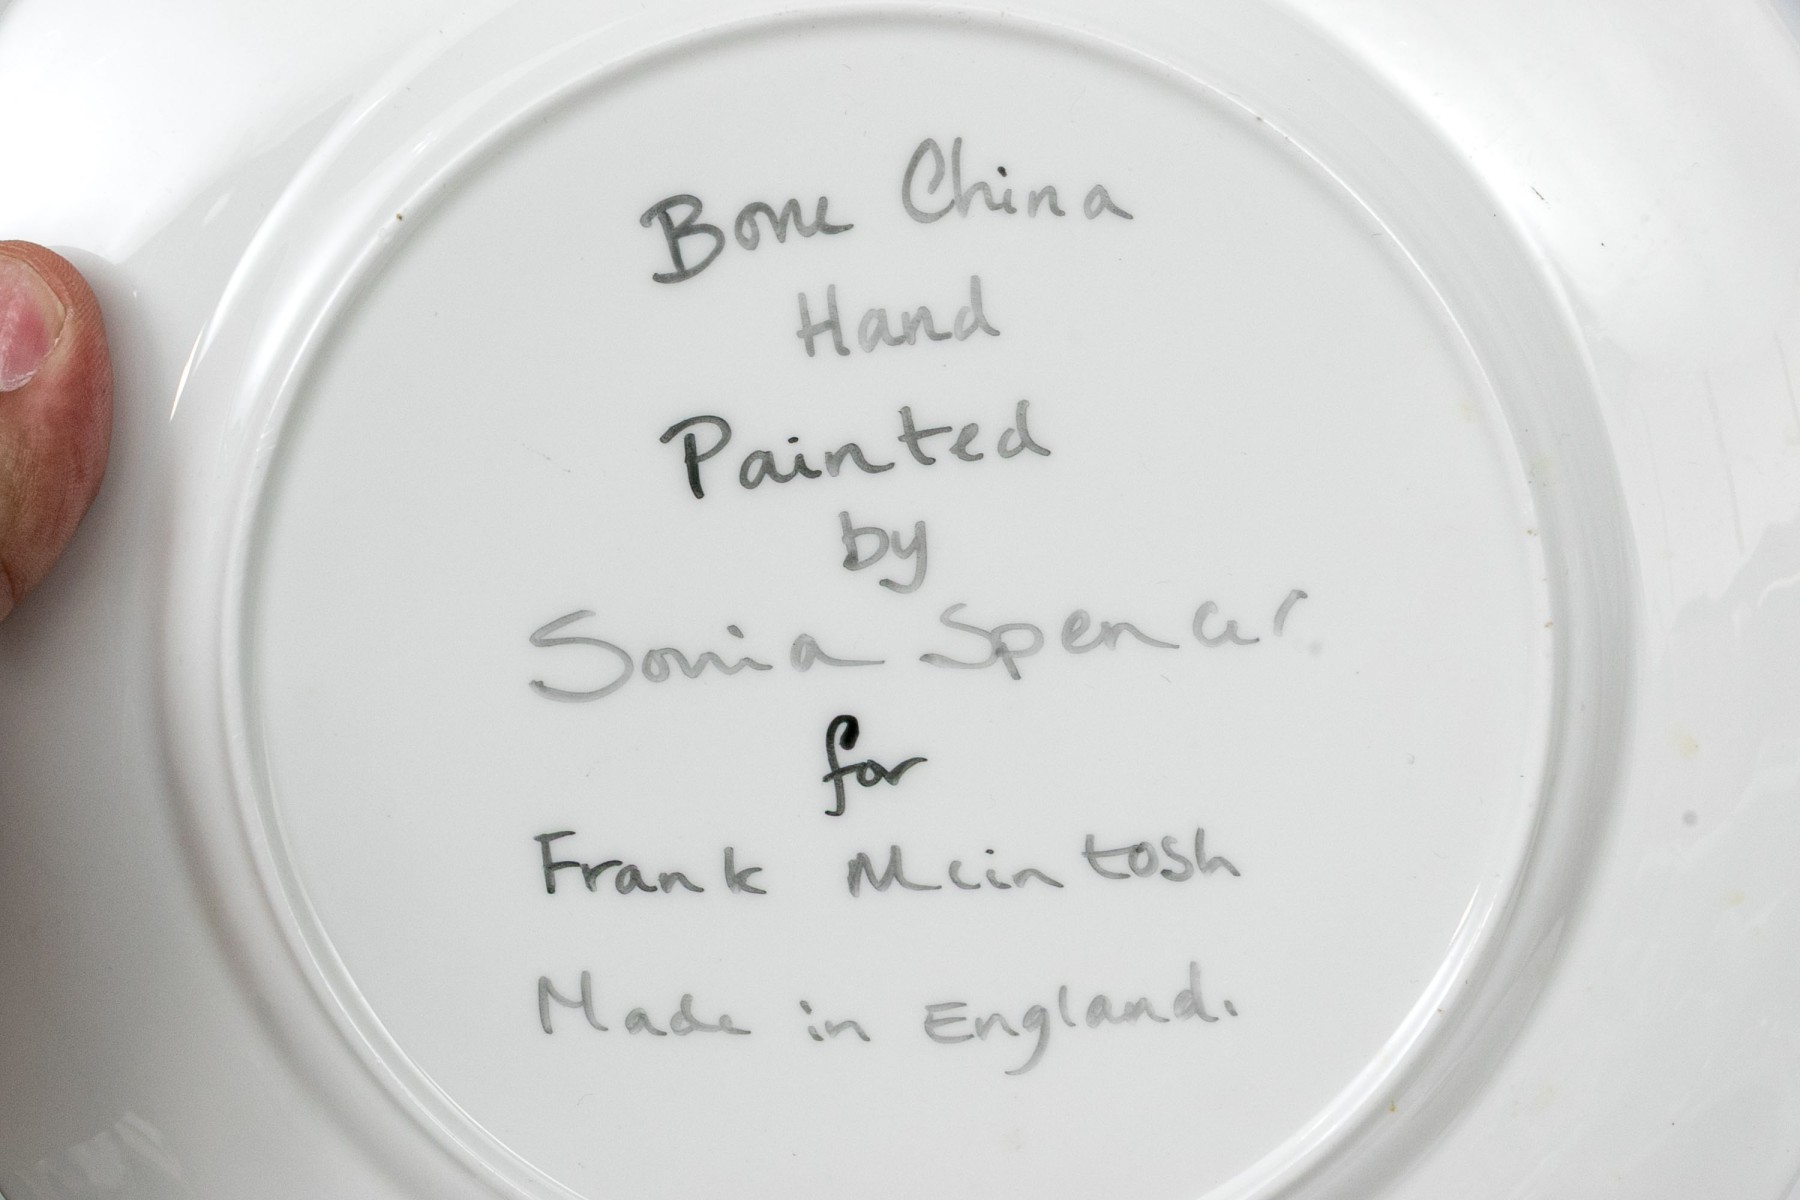 Bone China
Hand
Painted
by
Sonia Spencer
for
Frank Mcintosh
Made in England.